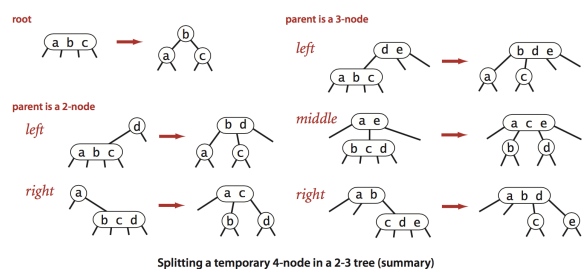 root
a b c
b
a c
parent is a 2-node
left
d
a b c
b d
a c
right
a
b c d
a c
b d
parent is a 3-node
left
d e
a b c
b d e
a c
middle
a e
b c d
a c e
b d
right
a b
c d e
a b d
c e
Splitting a temporary 4-node in a 2-3 tree (summary)